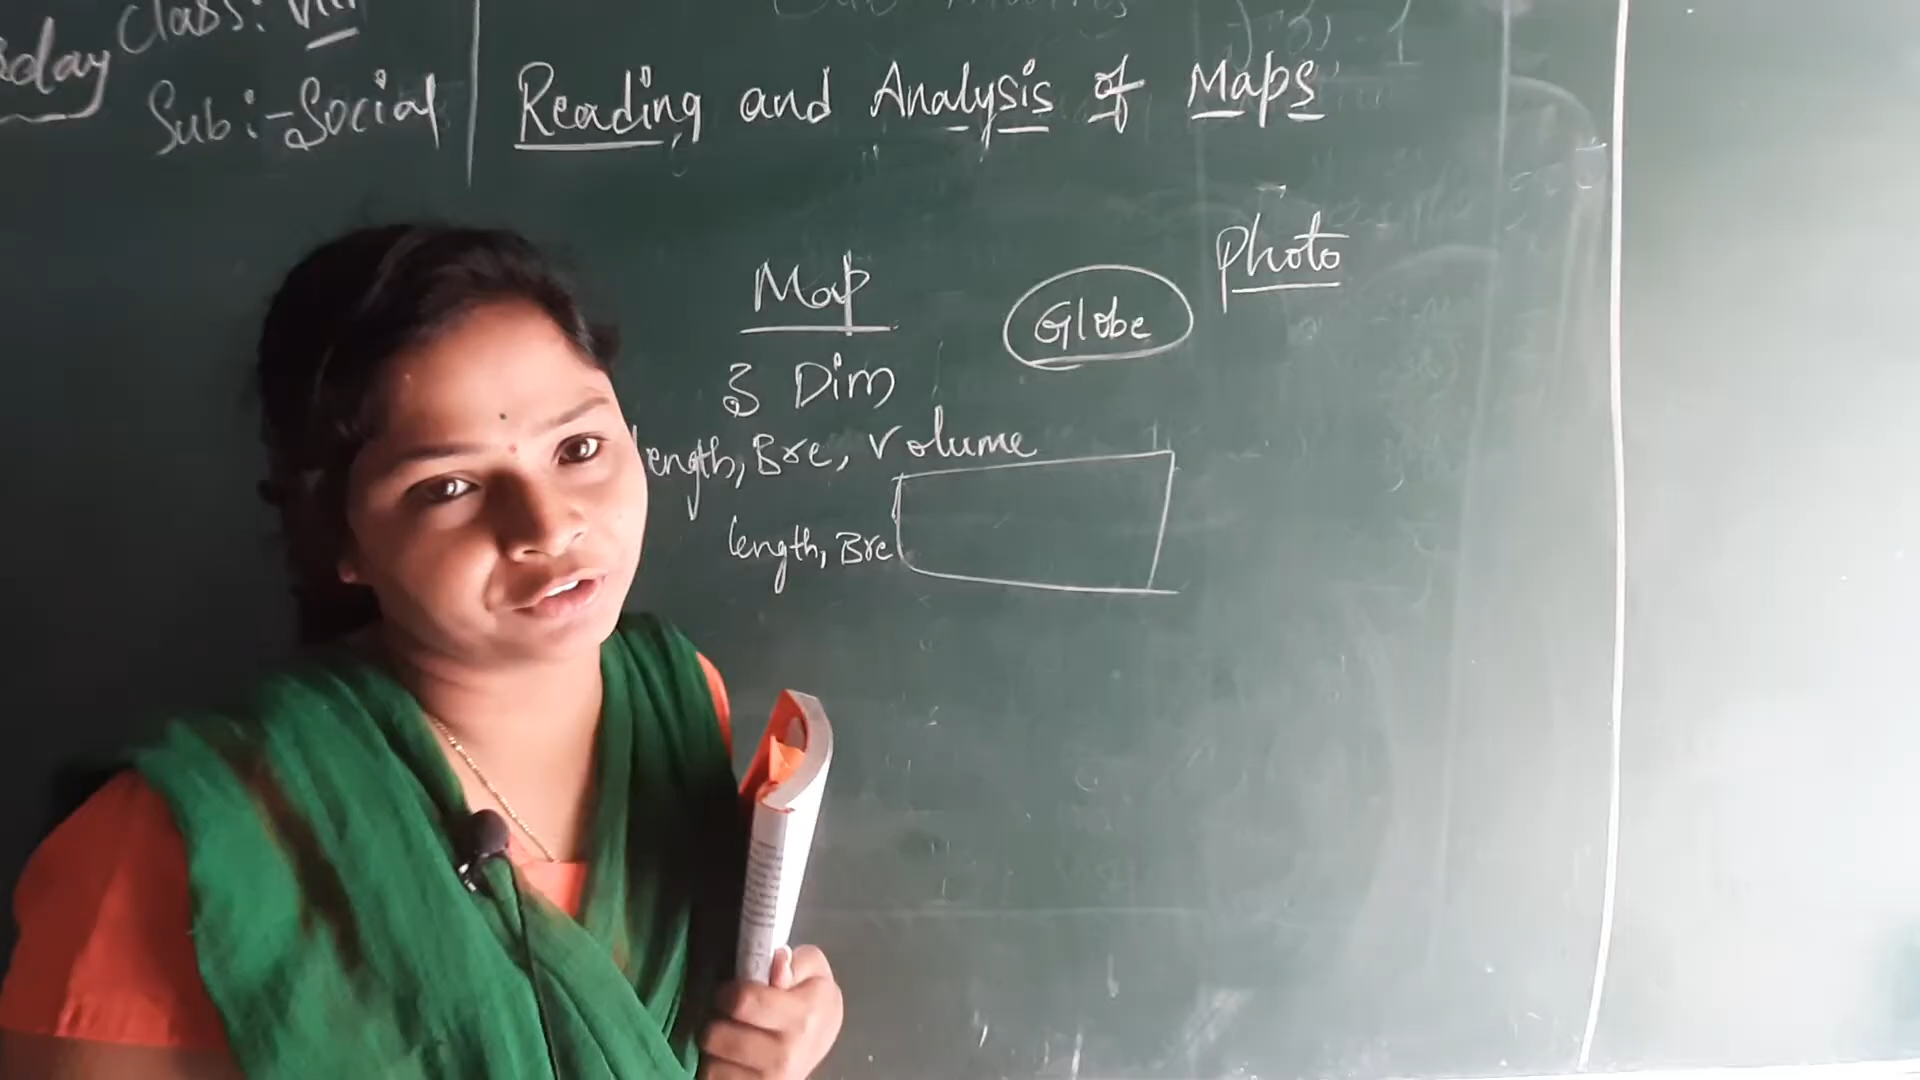 Class: VIII
Sub:-Social
Reading and Analysis of Maps
Map
Globe
Photo
3 Dim
length, Bre, Volume
length, Bre